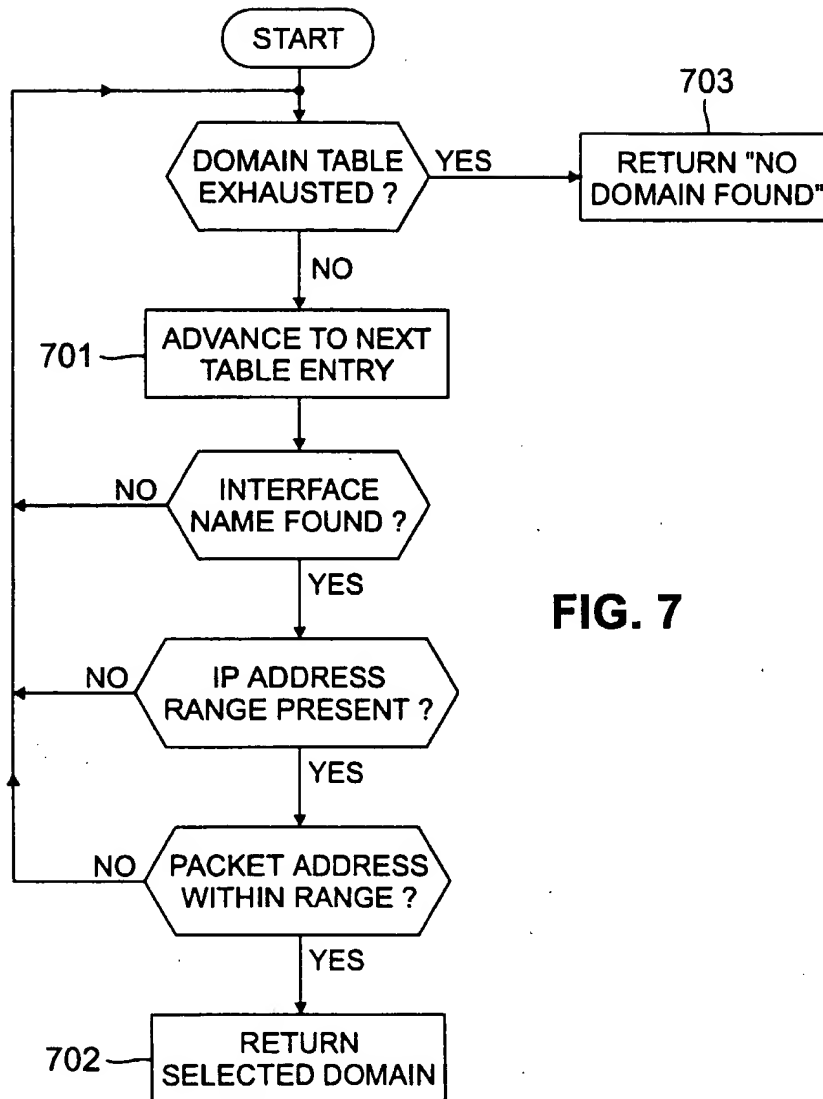 START
703
DOMAIN TABLE
EXHAUSTED ?
YES
RETURN "NO
DOMAIN FOUND"
NO
701
ADVANCE TO NEXT
TABLE ENTRY
NO
INTERFACE
NAME FOUND ?
YES
FIG. 7
NO
IP ADDRESS
RANGE PRESENT ?
YES
NO
PACKET ADDRESS
WITHIN RANGE ?
YES
702
RETURN
SELECTED DOMAIN